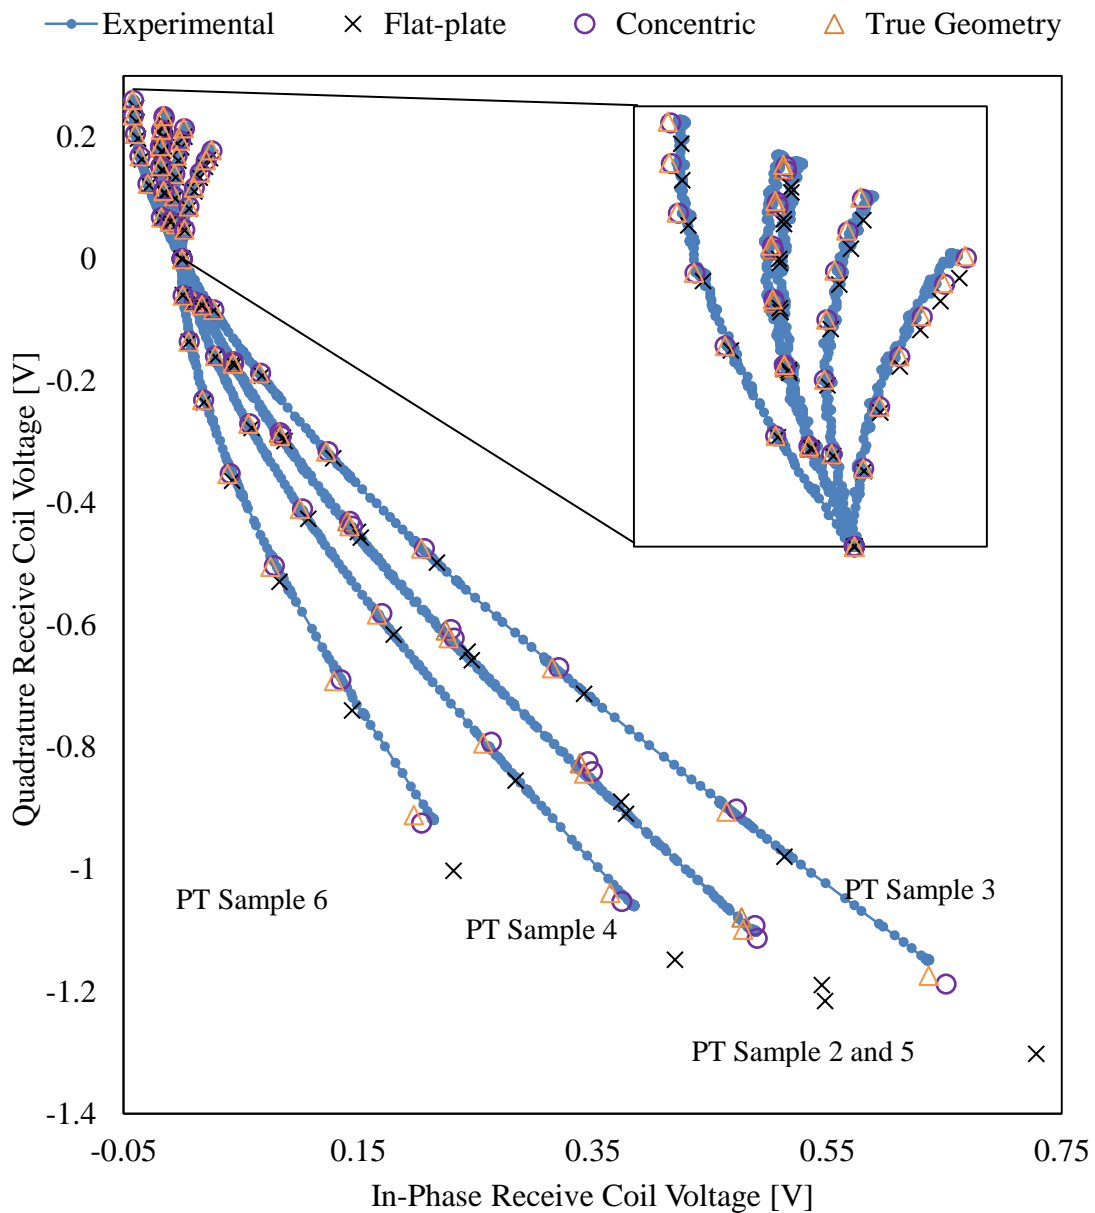 Experimental Flat-plate Concentric True Geometry
0.2
0
-0.2
-0.4
-0.6
-0.8
-1
-1.2
-1.4
Quadrature Receive Coil Voltage [V]
PT Sample 3
PT Sample 6
PT Sample 4
PT Sample 2 and 5
-0.05 0.15 0.35 0.55 0.75
In-Phase Receive Coil Voltage [V]